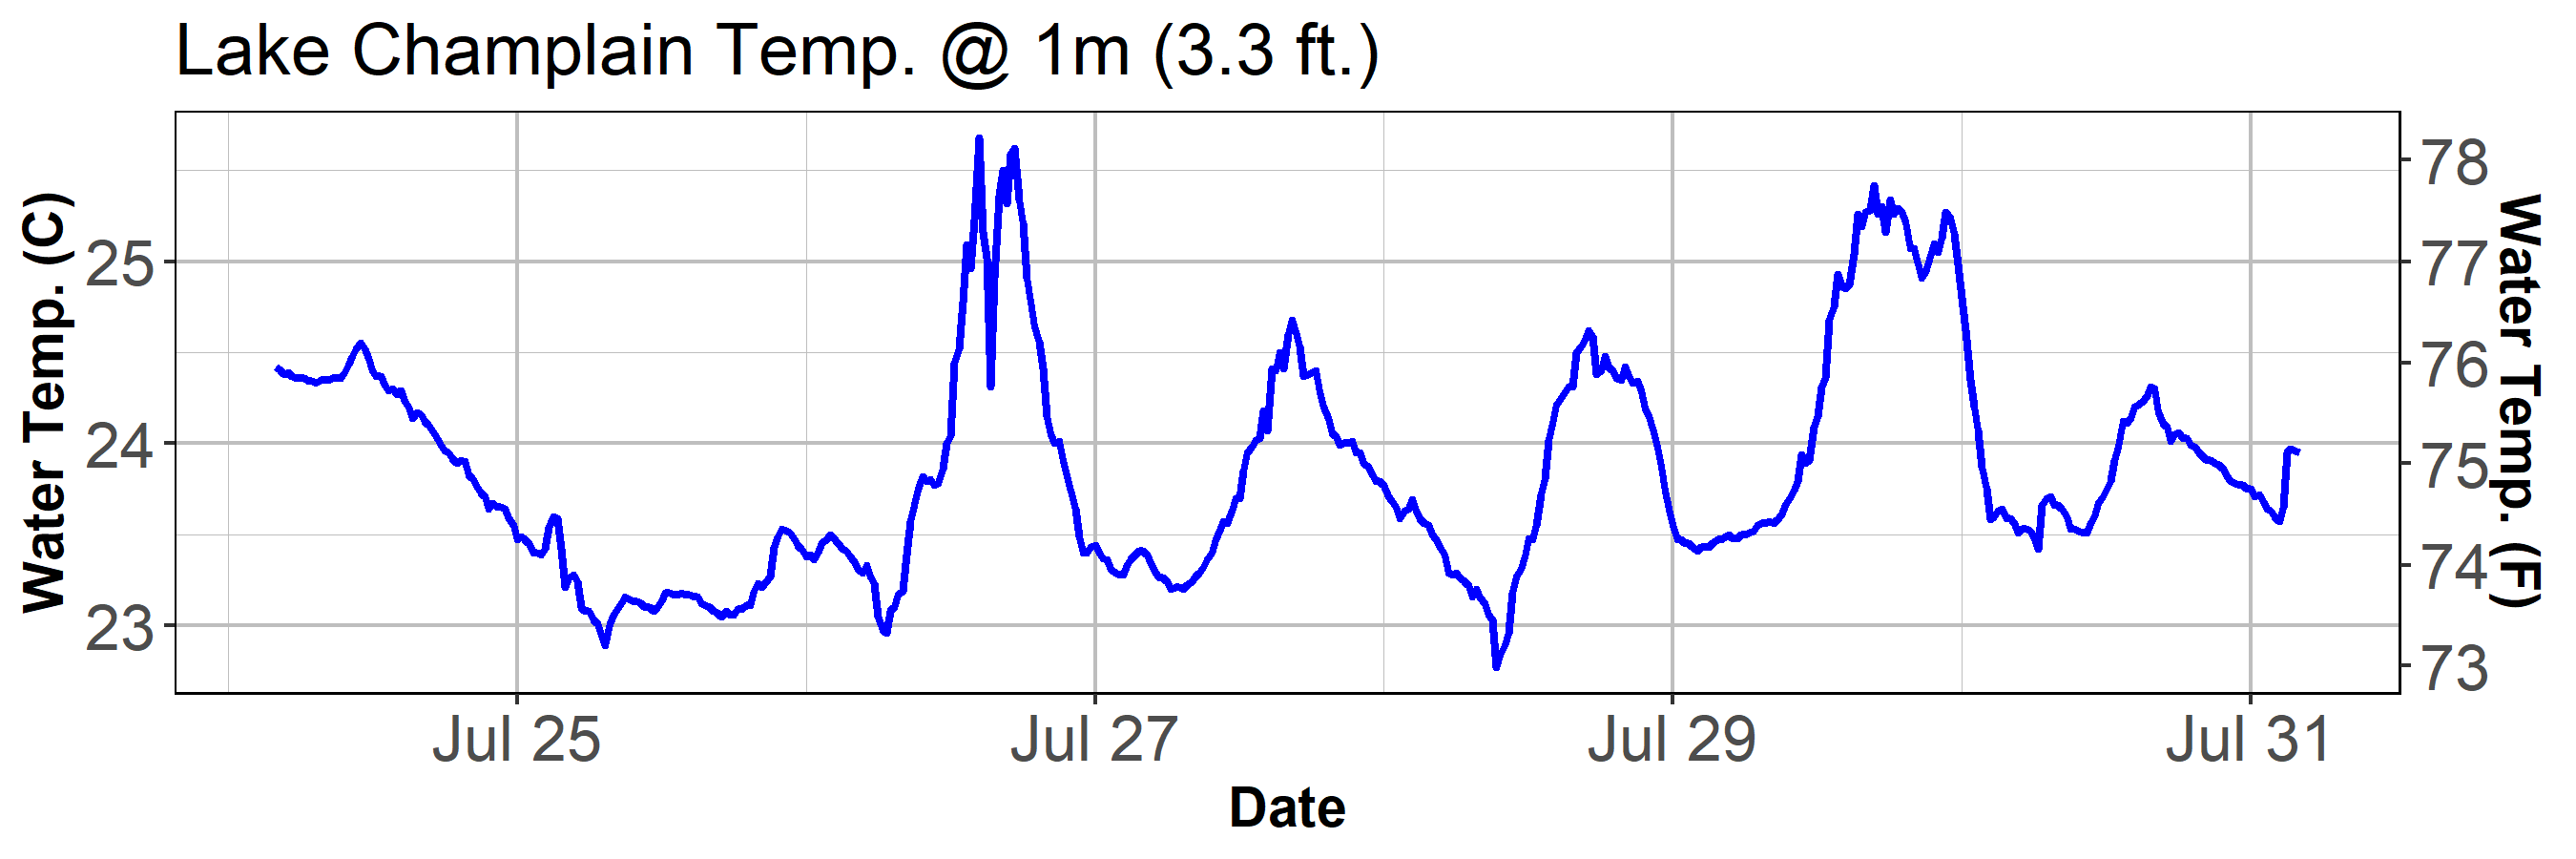 Lake Champlain Temp. @ 1m (3.3 ft.)
Water Temp. (C)
25
24
23
78
77
76
75
74
73
Water Temp. (F)
Jul 25
Jul 27
Jul 29
Jul 31
Date